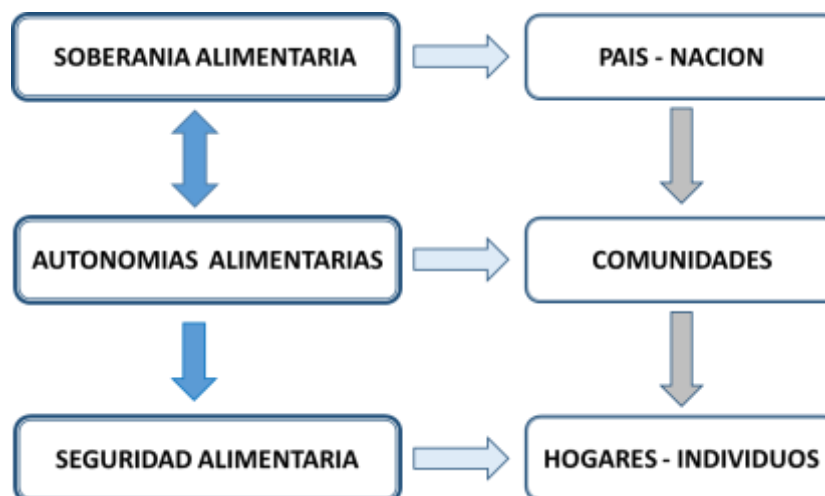 SOBERANIA ALIMENTARIA
PAIS - NACION
AUTONOMIAS ALIMENTARIAS
COMUNIDADES
SEGURIDAD ALIMENTARIA
HOGARES - INDIVIDUOS